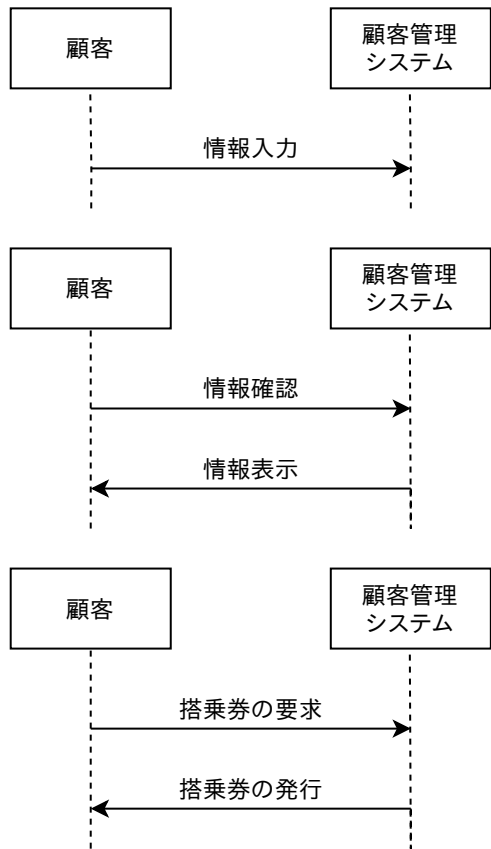 顧客
顧客管理
システム
情報入力
顧客
顧客管理
システム
情報確認
情報表示
顧客
顧客管理
システム
搭乗券の要求
搭乗券の発行